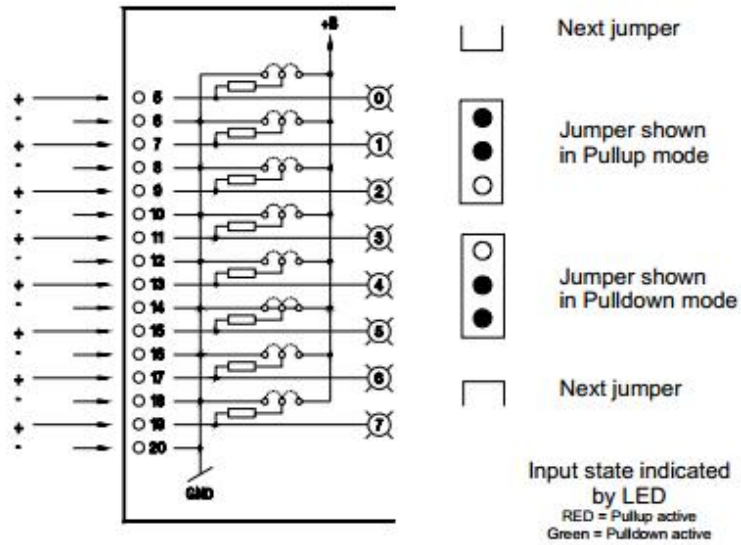 +B
+ 5 0
- 6
+ 7 1
- 8
+ 9 2
- 10
+ 11 3
- 12
+ 13 4
- 14
+ 15 5
- 16
+ 17 6
- 18
+ 19 7
- 20
GND
Next jumper
Jumper shown
in Pullup mode
Jumper shown
in Pulldown mode
Next jumper
Input state indicated
by LED
RED = Pullup active
Green = Pulldown active